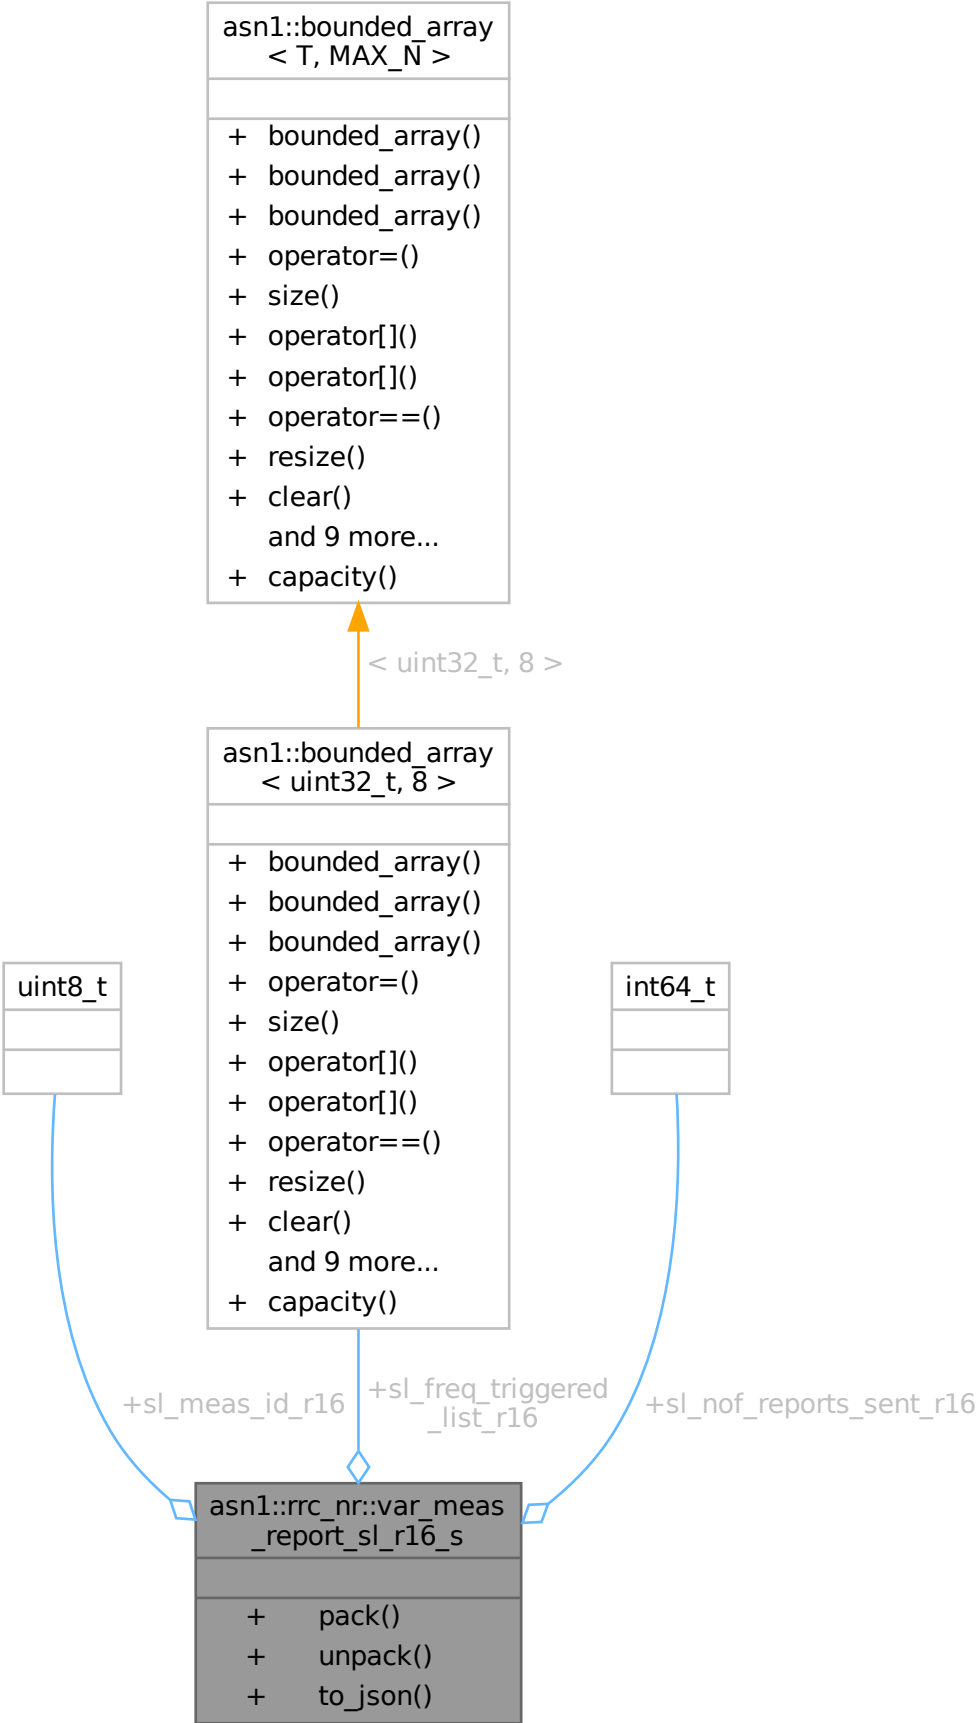 asn1::bounded_array
< T, MAX_N >
+ bounded_array()
+ bounded_array()
+ bounded_array()
+ operator=()
+ size()
+ operator[]()
+ operator[]()
+ operator==()
+ resize()
+ clear()
and 9 more...
+ capacity()
< uint32_t, 8 >
asn1::bounded_array
< uint32_t, 8 >
+ bounded_array()
+ bounded_array()
+ bounded_array()
+ operator=()
+ size()
+ operator[]()
+ operator[]()
+ operator==()
+ resize()
+ clear()
and 9 more...
+ capacity()
uint8_t
int64_t
+sl_meas_id_r16
+sl_freq_triggered
_list_r16
+sl_nof_reports_sent_r16
asn1::rrc_nr::var_meas
_report_sl_r16_s
+ pack()
+ unpack()
+ to_json()